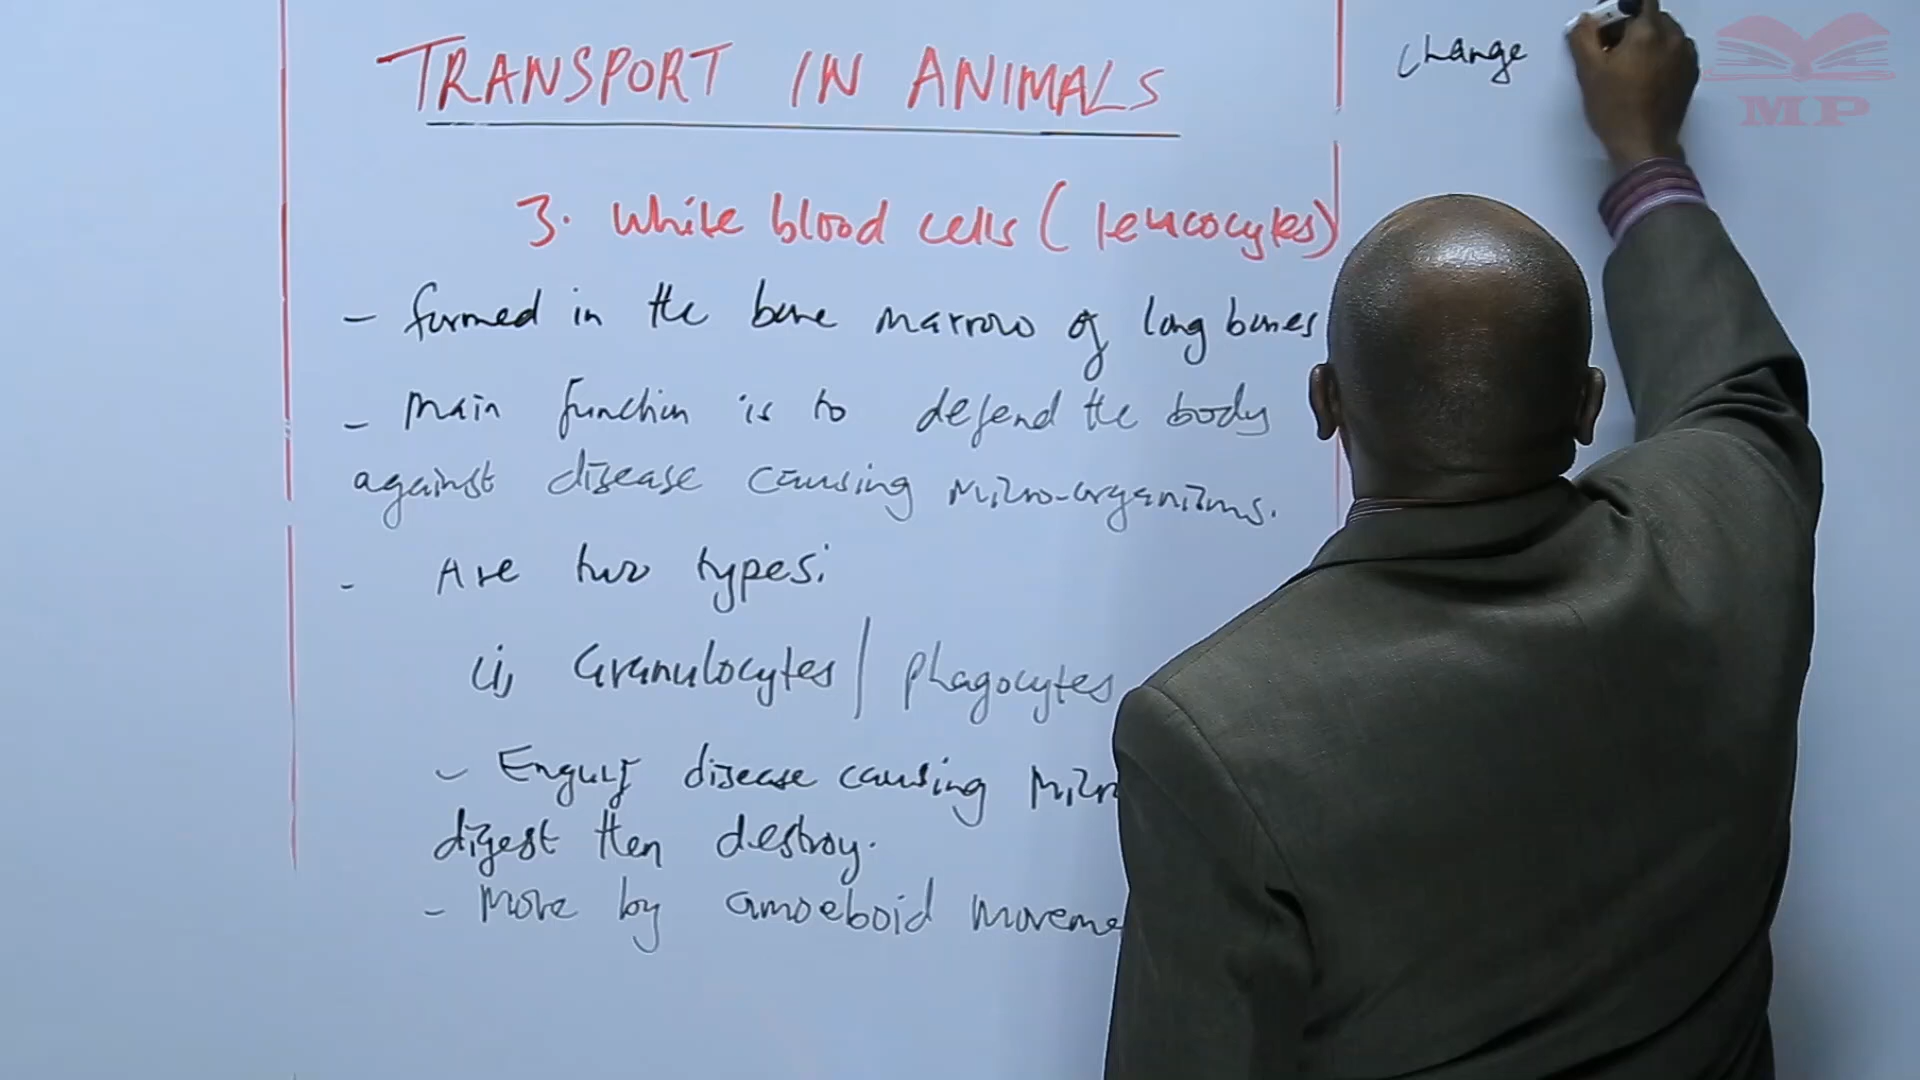 TRANSPORT IN ANIMALS
3. White blood cells (leucocytes)
- formed in the bone marrow of long bones
- Main function is to defend the body
against disease causing micro-organisms.
- Are two types:
(i) Granulocytes / phagocytes
- Engulf disease causing micro
digest then destroy.
- Move by amoeboid moveme
change
MP